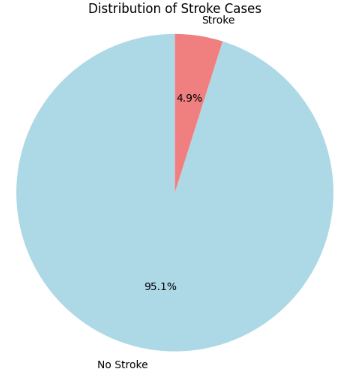 Distribution of Stroke Cases
Stroke
4.9%
95.1%
No Stroke